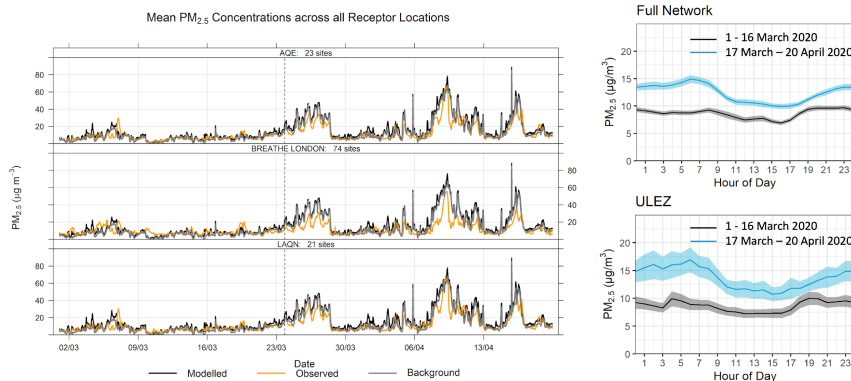 Mean PM2.5 Concentrations across all Receptor Locations
AQE: 23 sites
80
60
40
20
BREATHE LONDON: 74 sites
80
60
40
20
LAQN: 21 sites
80
60
40
20
PM2.5 (µg m−3)
02/03 09/03 16/03 23/03 30/03 06/04 13/04
Date
Modelled Observed Background
Full Network
1 - 16 March 2020
17 March – 20 April 2020
PM2.5 (µg/m3)
20
15
10
5
0
1 3 5 7 9 11 13 15 17 19 21 23
Hour of Day
ULEZ
1 - 16 March 2020
17 March – 20 April 2020
PM2.5 (µg/m3)
20
15
10
5
0
1 3 5 7 9 11 13 15 17 19 21 23
Hour of Day